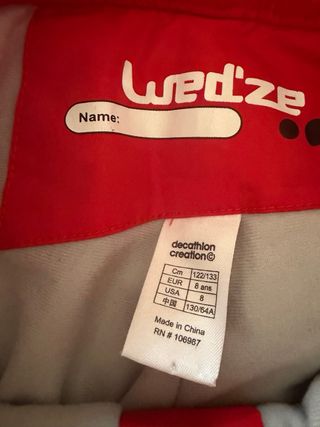 wed'ze
Name:
decathlon
creation©
Cm 122/133
EUR 8 ans
USA 8
中国 130/64A
Made in China
RN # 106987